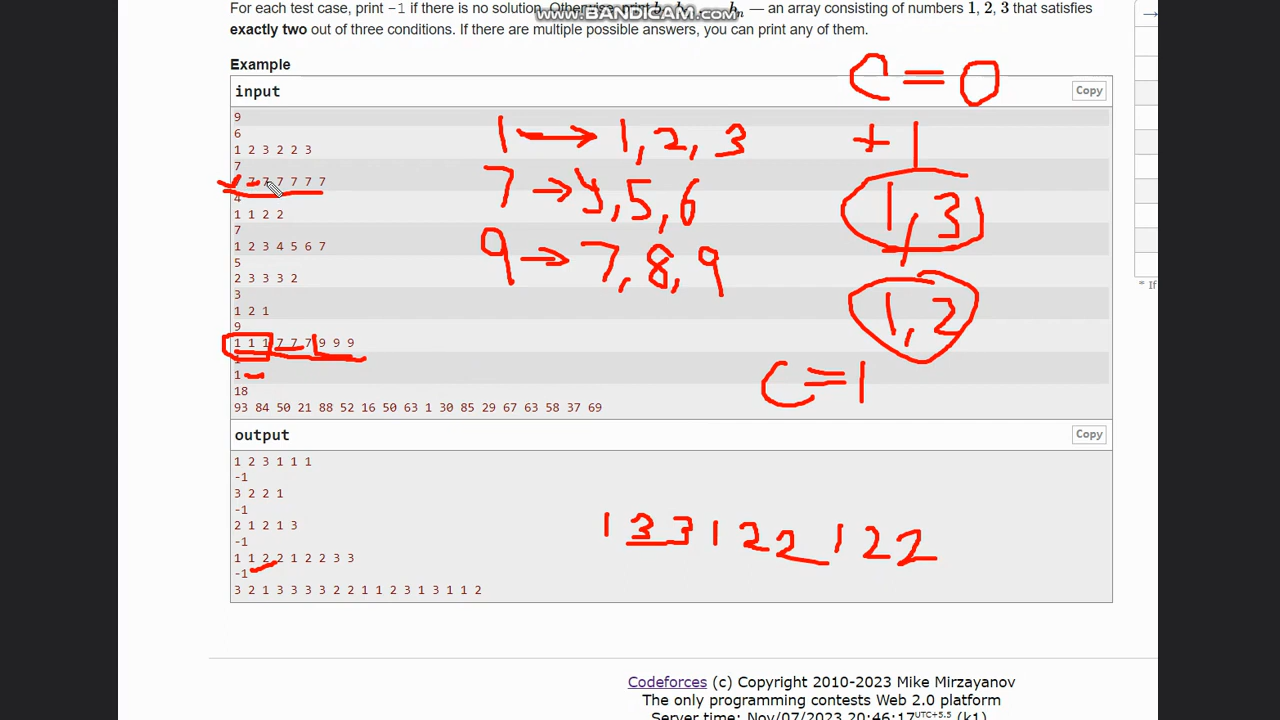 For each test case, print −1 if there is no solution. Otherwise, print b — an array consisting of numbers 1, 2, 3 that satisfies
www.BANDICAM.com
exactly two out of three conditions. If there are multiple possible answers, you can print any of them.
Example
input
Copy
9
6
1 2 3 2 2 3
7
7 7 7 7 7 7
4
1 1 2 2
7
1 2 3 4 5 6 7
5
2 3 3 3 3 2
3
1 2 1
9
1 1 1 7 7 7 9 9 9
1
1
18
93 84 50 21 88 52 16 50 63 1 30 85 29 67 63 58 37 69
output
Copy
1 2 3 1 1 1
-1
3 2 2 1
-1
2 1 2 1 3
-1
1 1 2 2 1 2 2 3 3
-1
3 2 1 3 3 3 3 2 2 1 1 2 3 1 3 1 1 2
1 → 1, 2, 3
7 → 4, 5, 6
9 → 7, 8, 9
C = 0
+1
1, 3
1, 2
C = 1
1 3 3 1 2 2 1 2 2
* If
Codeforces (c) Copyright 2010-2023 Mike Mirzayanov
The only programming contests Web 2.0 platform
Server time: Nov/07/2023 20:46:17 UTC+5.5 (k1)